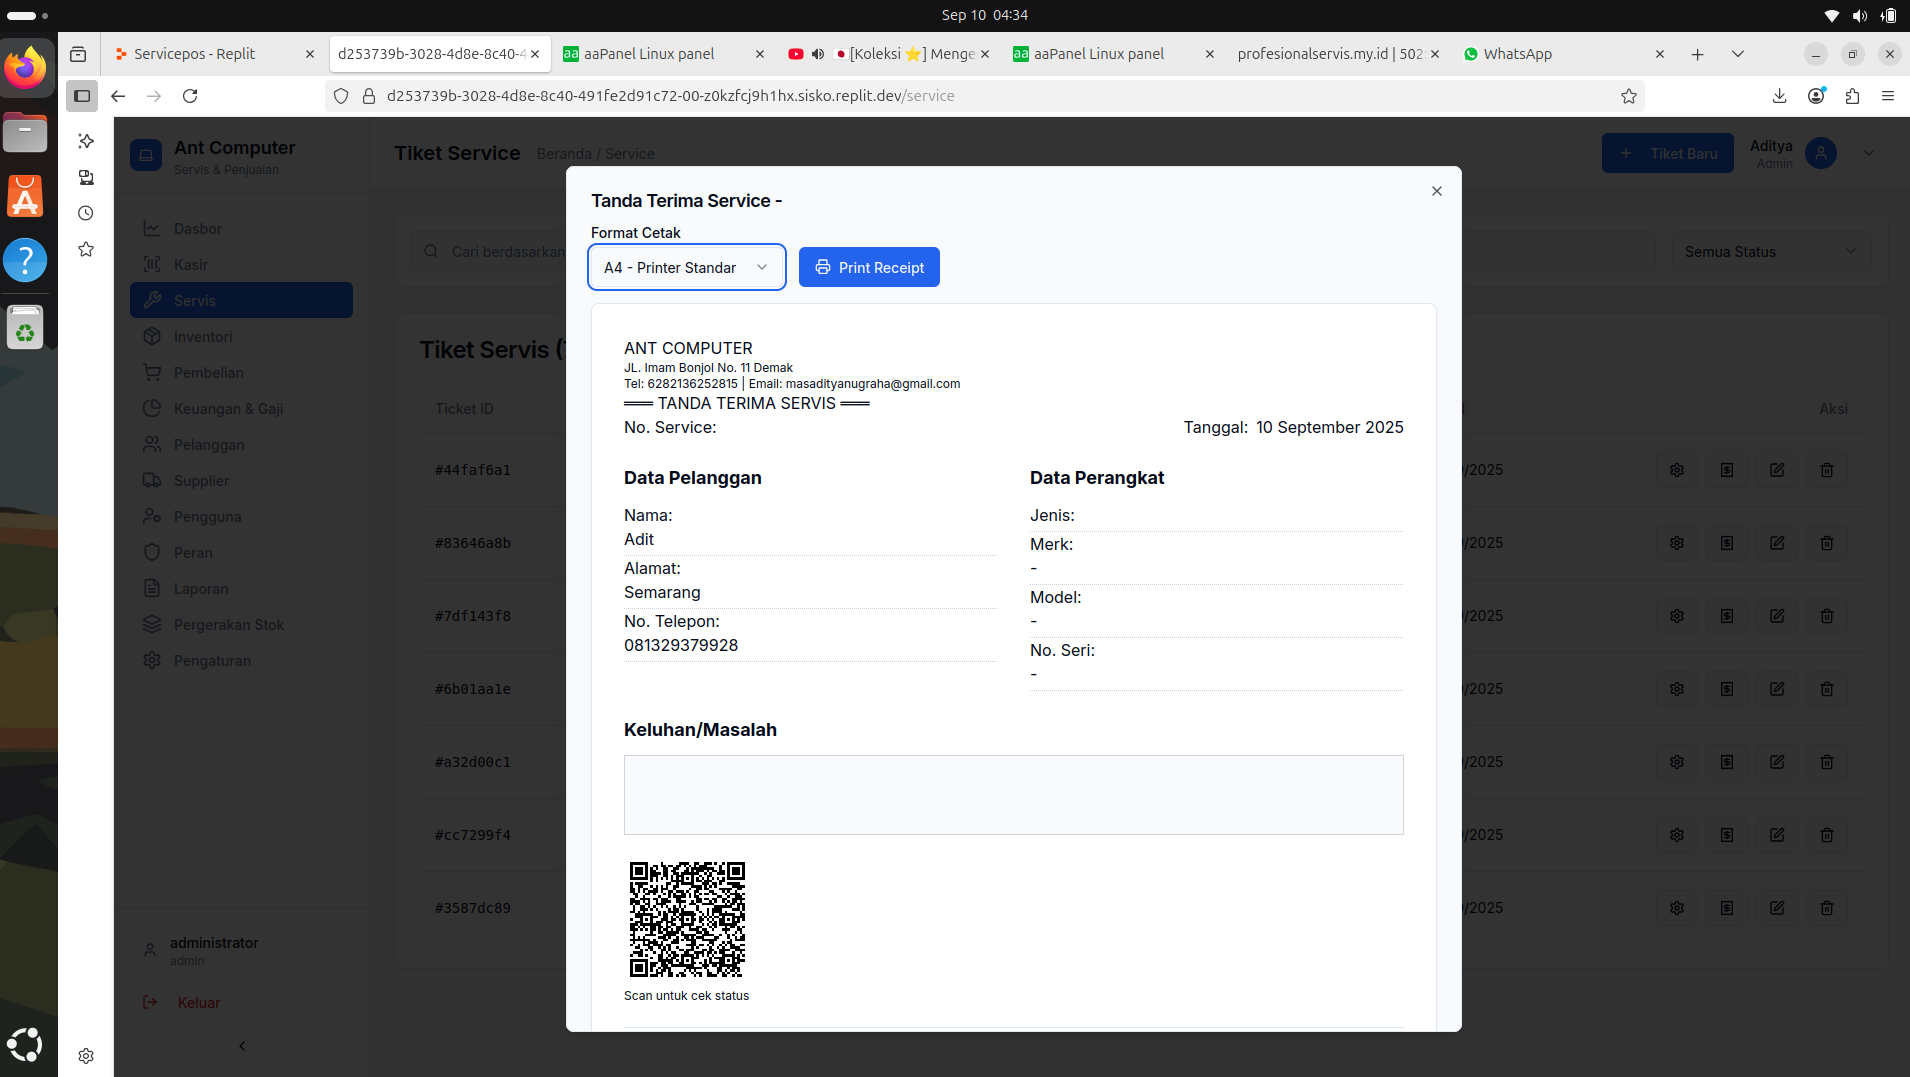 Sep 10 04:34
Servicepos - Replit
d253739b-3028-4d8e-8c40-4
aaPanel Linux panel
[Koleksi ⭐] Menge
aaPanel Linux panel
profesionalservis.my.id | 502:
WhatsApp
d253739b-3028-4d8e-8c40-491fe2d91c72-00-z0kzfcj9h1hx.sisko.replit.dev/service
Ant Computer
Servis & Penjualan
Tiket Service
Beranda / Service
+ Tiket Baru
Aditya
Admin
Dasbor
Kasir
Servis
Inventori
Pembelian
Keuangan & Gaji
Pelanggan
Supplier
Pengguna
Peran
Laporan
Pergerakan Stok
Pengaturan
administrator
admin
Keluar
Cari berdasarkan
Semua Status
Tiket Servis (
Ticket ID
Aksi
#44faf6a1
/2025
#83646a8b
/2025
#7df143f8
/2025
#6b01aa1e
/2025
#a32d00c1
/2025
#cc7299f4
/2025
#3587dc89
/2025
Tanda Terima Service -
Format Cetak
A4 - Printer Standar
Print Receipt
ANT COMPUTER
JL. Imam Bonjol No. 11 Demak
Tel: 6282136252815 | Email: masadityanugraha@gmail.com
═══ TANDA TERIMA SERVIS ═══
No. Service:
Tanggal: 10 September 2025
Data Pelanggan
Nama:
Adit
Alamat:
Semarang
No. Telepon:
081329379928
Data Perangkat
Jenis:
Merk:
-
Model:
-
No. Seri:
-
Keluhan/Masalah
Scan untuk cek status